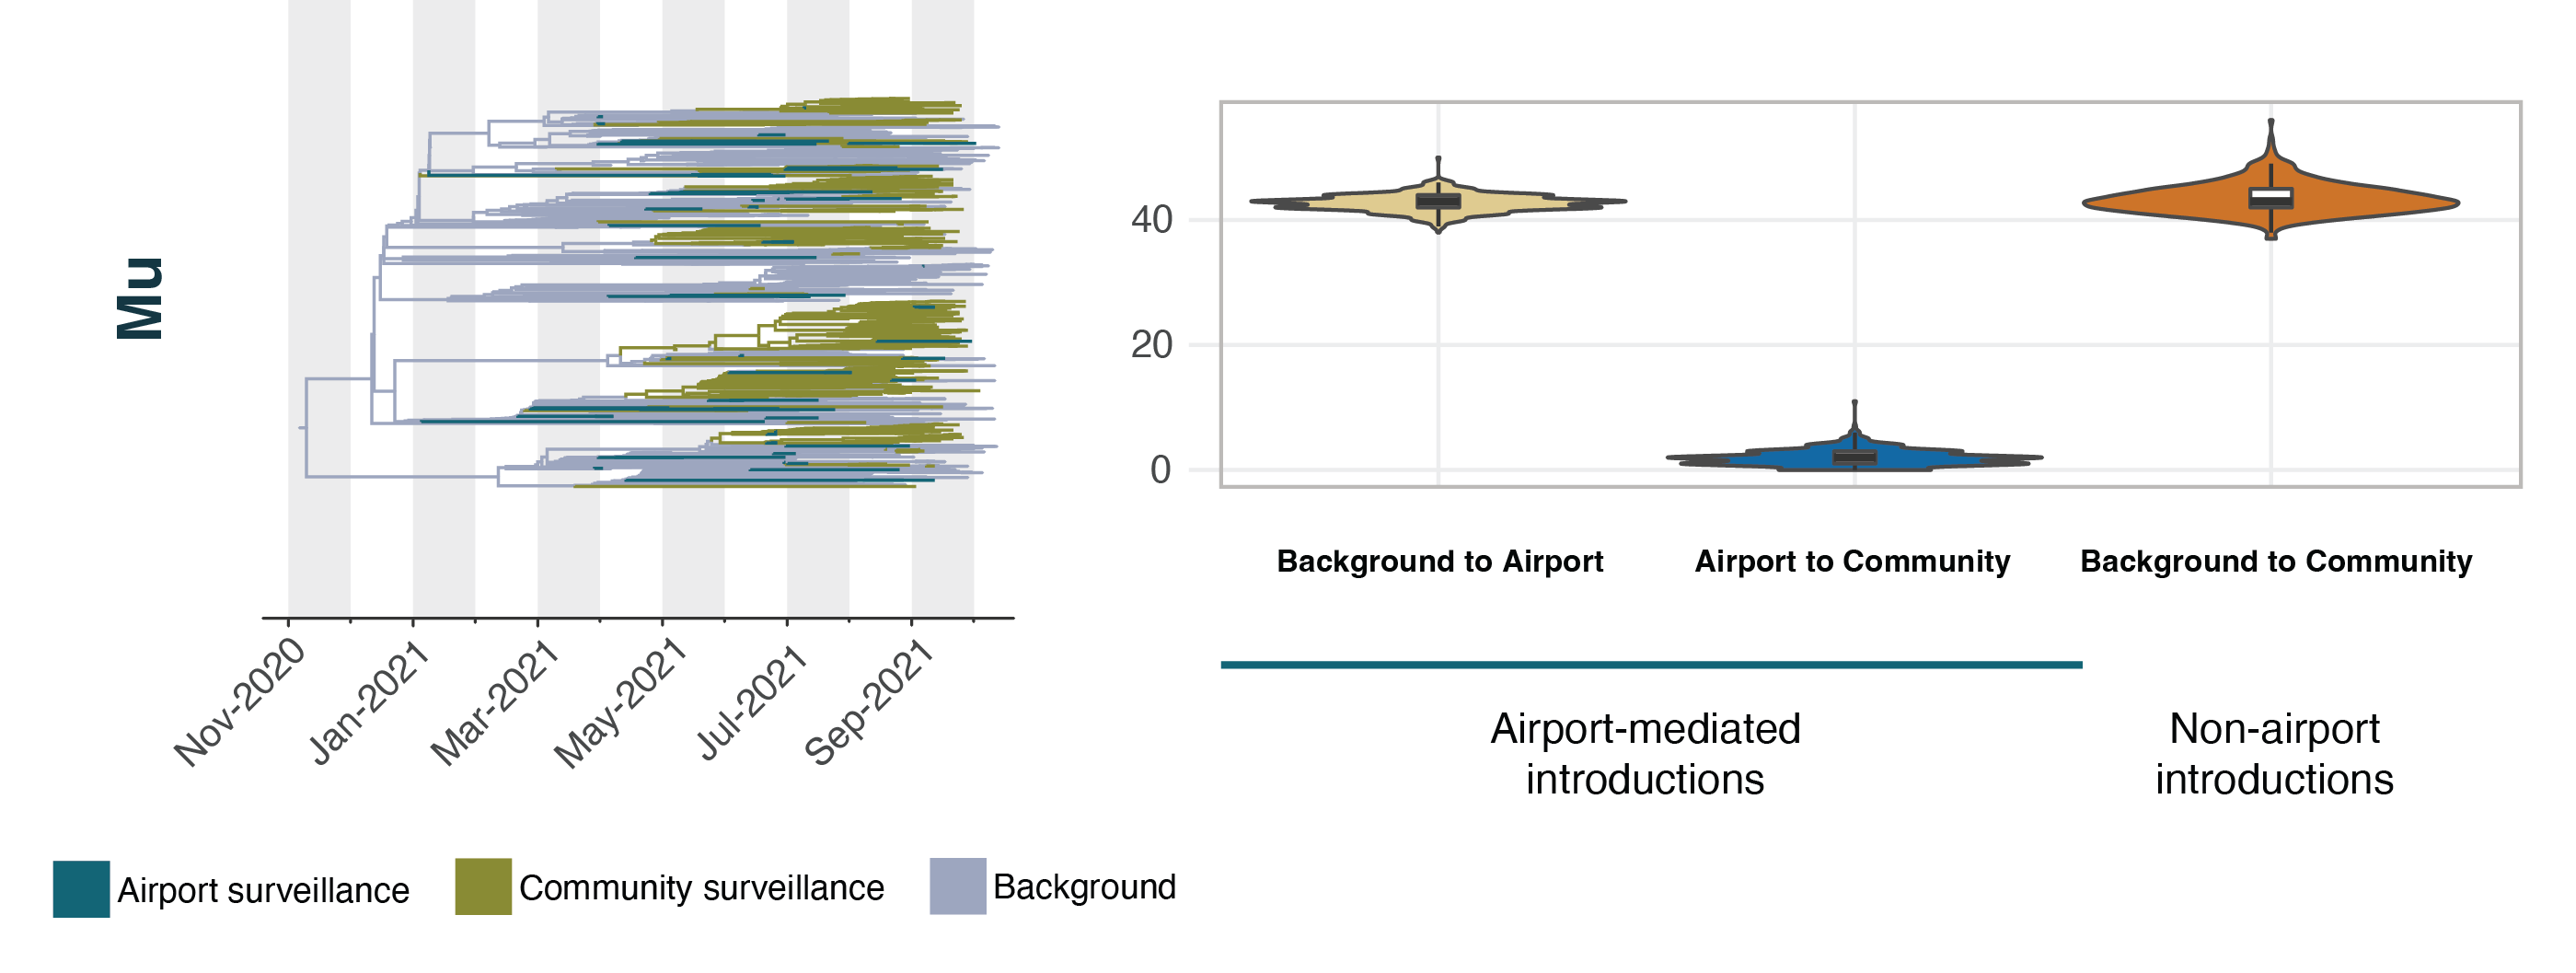 Mu
40
20
0
Background to Airport
Airport to Community
Background to Community
Nov-2020
Jan-2021
Mar-2021
May-2021
Jul-2021
Sep-2021
Airport-mediated
introductions
Non-airport
introductions
Airport surveillance
Community surveillance
Background